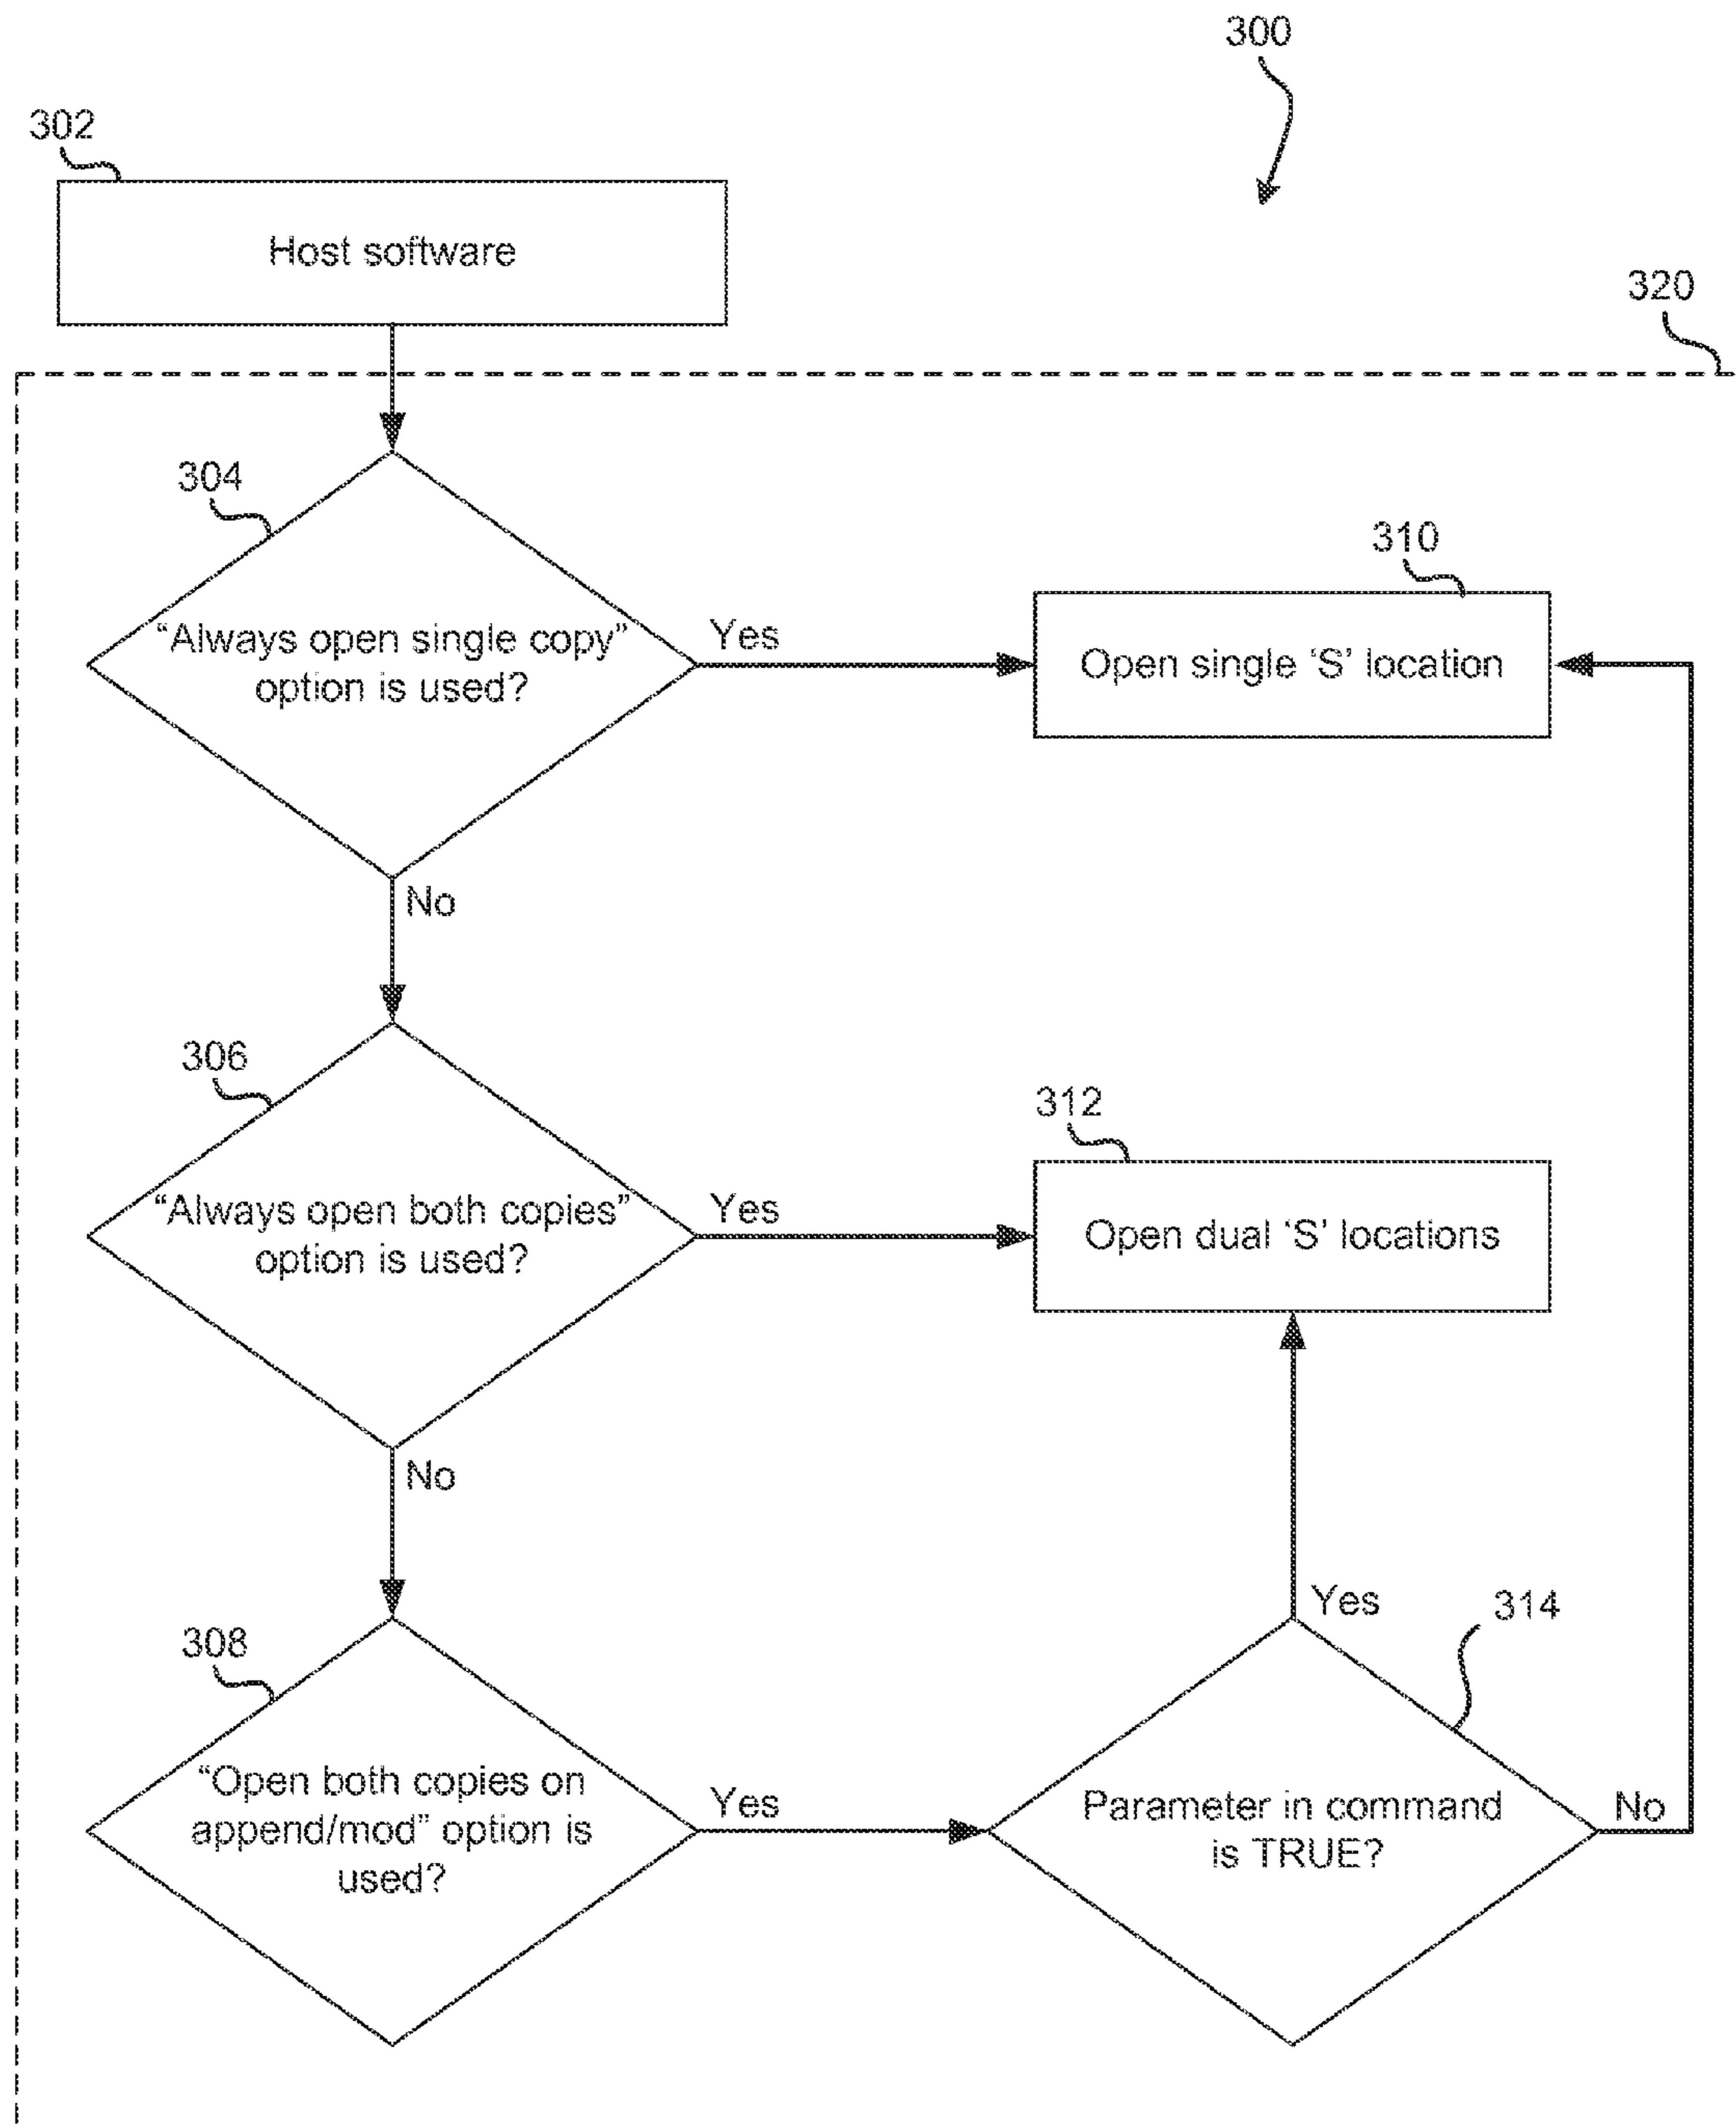 300
302
Host software
320
304
310
“Always open single copy”
option is used?
Yes
Open single ‘S’ location
No
306
312
“Always open both copies”
option is used?
Yes
Open dual ‘S’ locations
No
308
Yes
314
“Open both copies on
append/mod” option is
used?
Yes
Parameter in command
is TRUE?
No